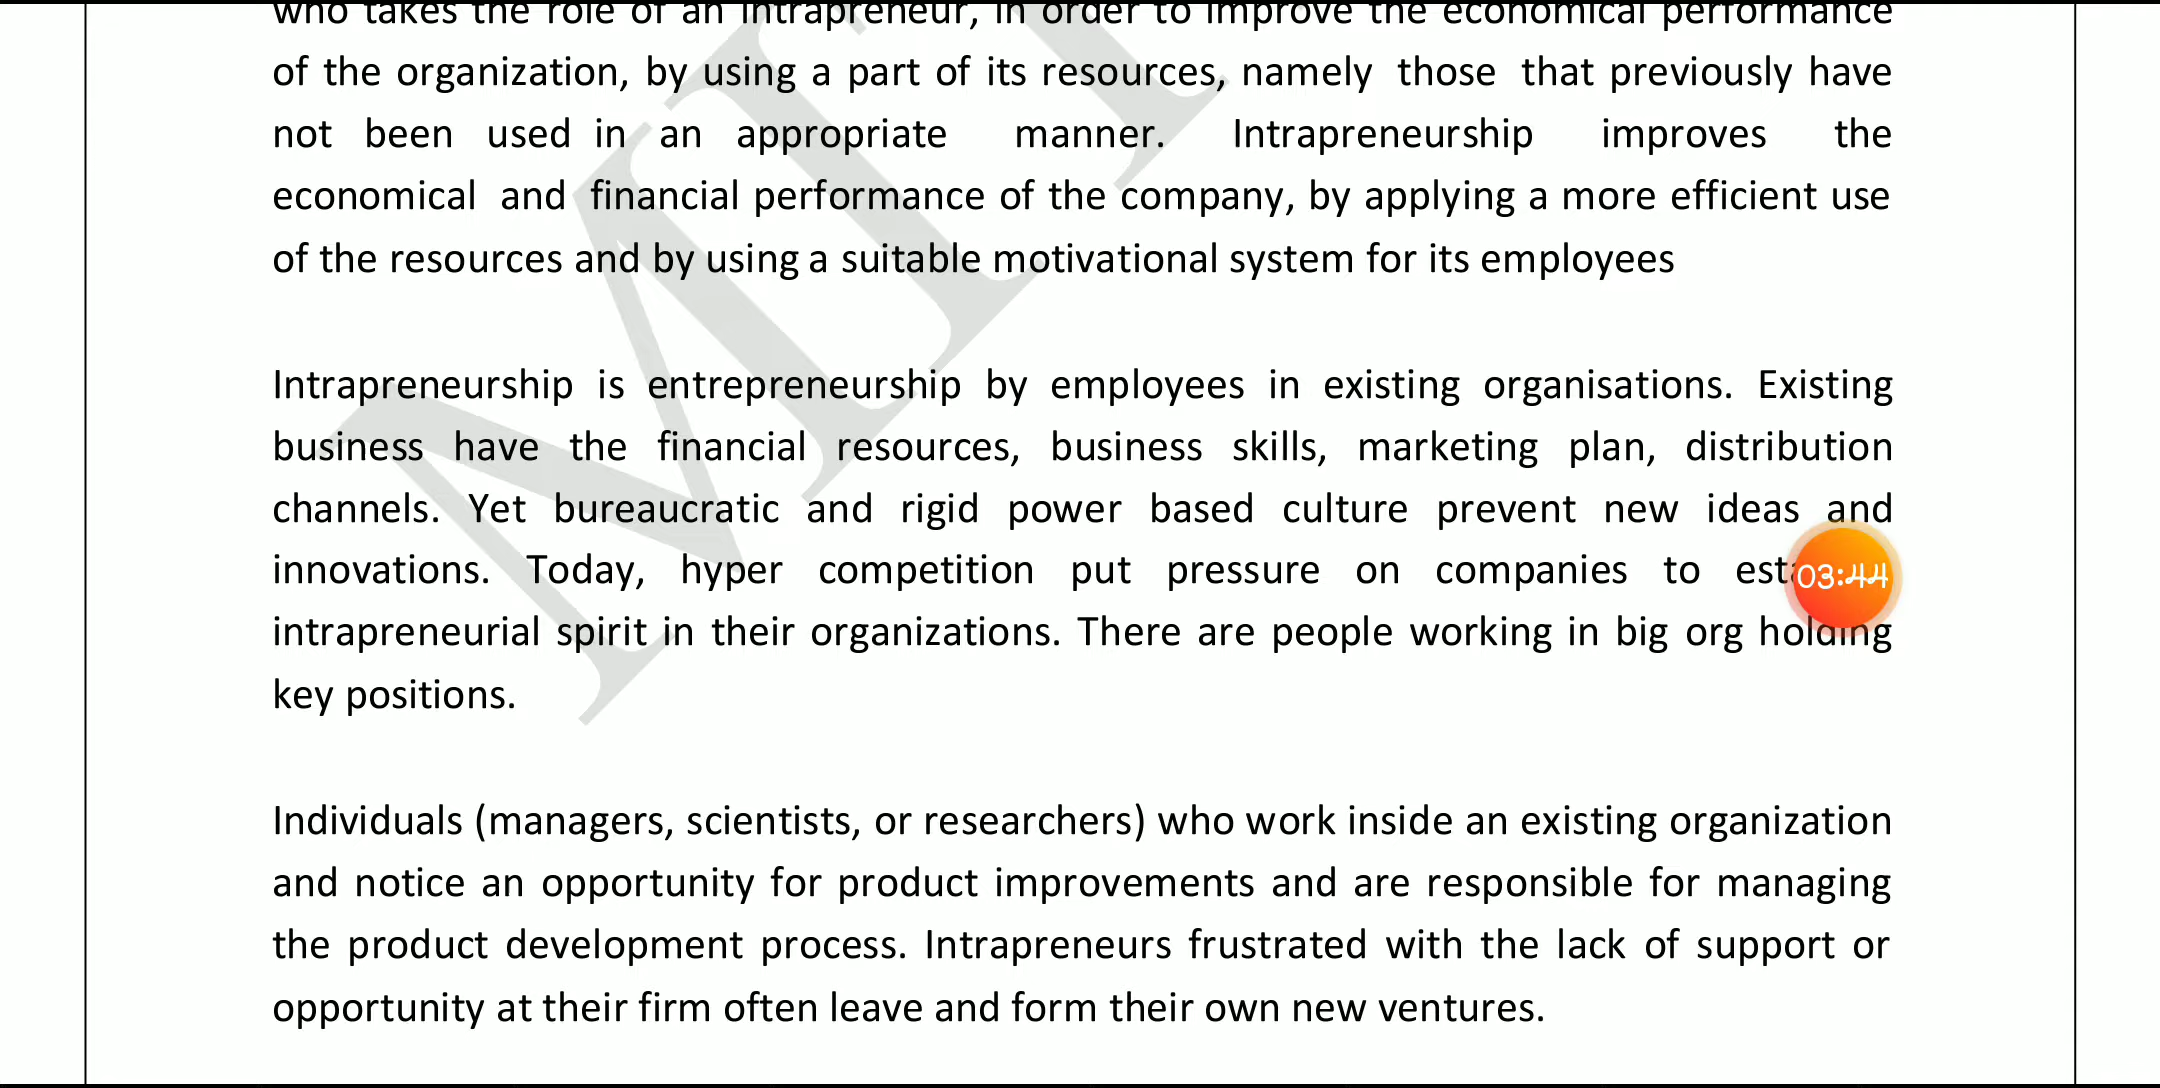 who takes the role of an intrapreneur, in order to improve the economical performance
of the organization, by using a part of its resources, namely those that previously have
not been used in an appropriate manner. Intrapreneurship improves the
economical and financial performance of the company, by applying a more efficient use
of the resources and by using a suitable motivational system for its employees
Intrapreneurship is entrepreneurship by employees in existing organisations. Existing
business have the financial resources, business skills, marketing plan, distribution
channels. Yet bureaucratic and rigid power based culture prevent new ideas and
innovations. Today, hyper competition put pressure on companies to
03:44
intrapreneurial spirit in their organizations. There are people working in big org holding
key positions.
Individuals (managers, scientists, or researchers) who work inside an existing organization
and notice an opportunity for product improvements and are responsible for managing
the product development process. Intrapreneurs frustrated with the lack of support or
opportunity at their firm often leave and form their own new ventures.